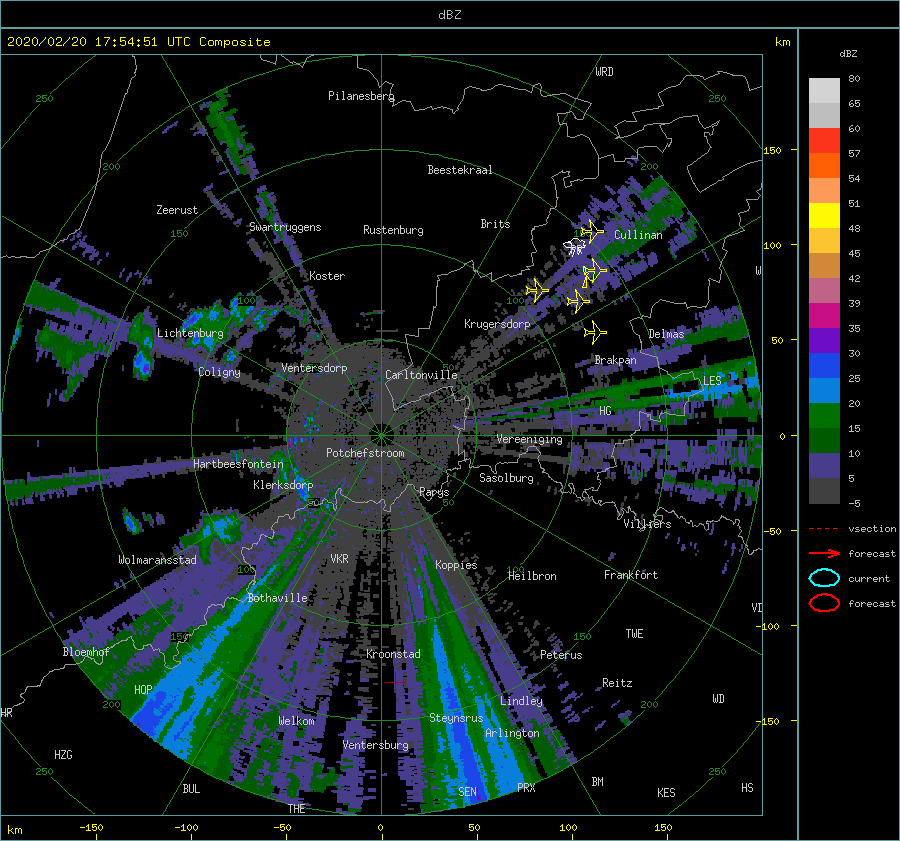 dBZ
2020/02/20 17:54:51 UTC Composite
km
dBZ
WRD
80
250
Pilanesberg
250
65
60
150
57
200
Beestekraal
200
54
Zeerust
51
Swartruggens
Rustenburg
Brits
150
Cullinan
48
100
W
45
Koster
42
100
100
39
Lichtenburg
Krugersdorp
Delmas
36
50
30
Coligny
Ventersdorp
Carltonville
Brakpan
LES
25
20
HG
15
Vereeniging
0
Potchefstroom
10
Hartbeesfontein
Sasolburg
5
Klerksdorp
Parys
50
50
-5
Villiers
-50
vsection
forecast
Wolmaransstad
VKR
Koppies
100
Heilbron
100
Frankfort
current
Bothaville
forecast
VD
-100
150
150
TWE
Bloemhof
Kroonstad
Peterus
HOP
Reitz
WD
200
Lindley
200
HR
Welkom
Steynsrus
-150
Arlington
HZG
Ventersburg
250
250
BM
BUL
SEN
PRX
KES
HS
THE
km
-150
-100
-50
0
50
100
150